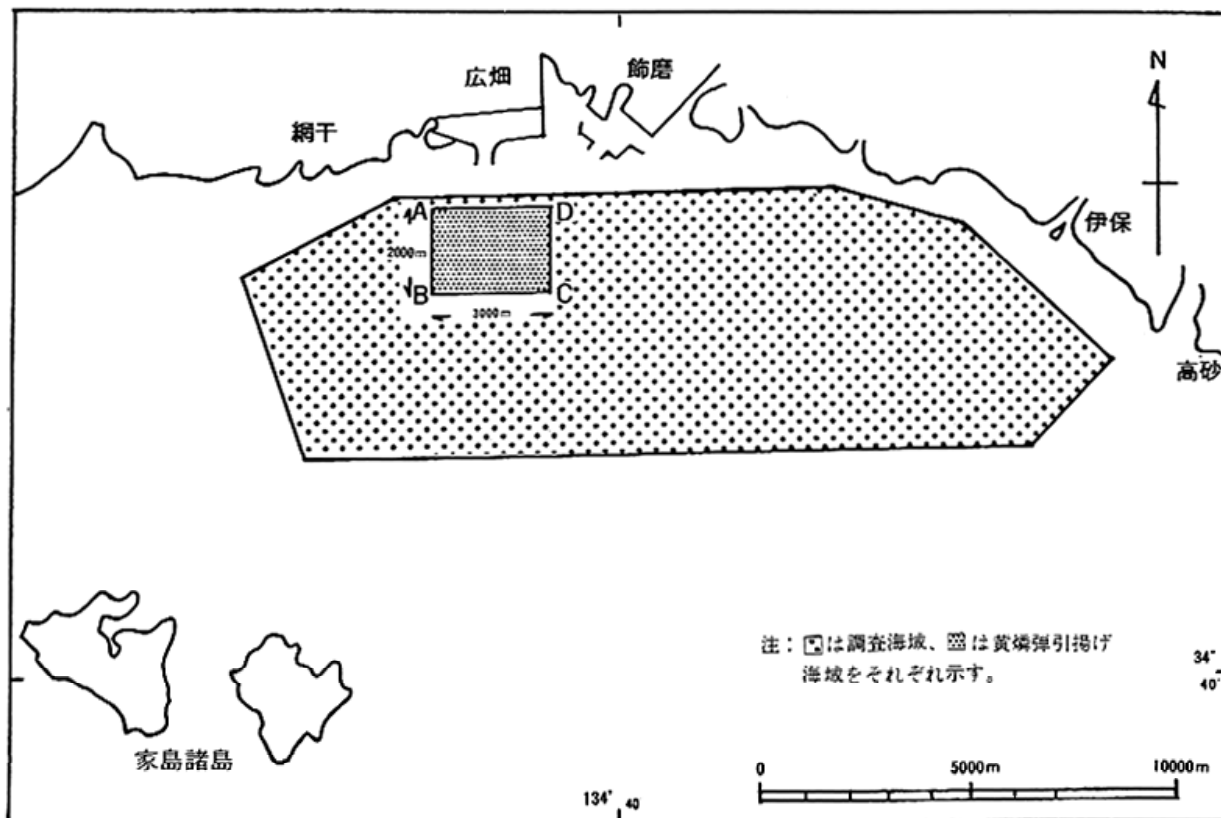 広畑
飾磨
N
網干
伊保
A
D
2000m
B
C
3000m
高砂
注：は調査海域、は黄燐弾引揚げ
海域をそれぞれ示す。
34°
40′
家島諸島
0
5000m
10000m
134°
40